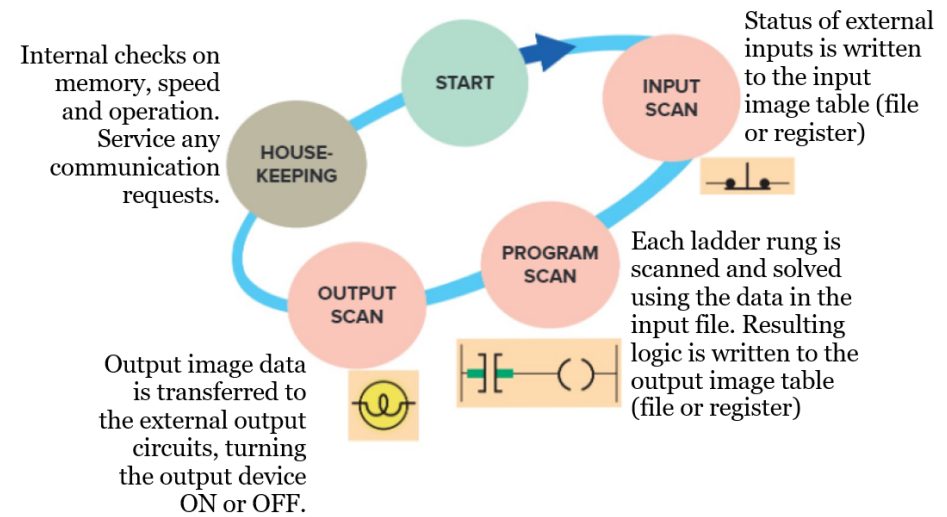 START
INPUT
SCAN
Status of external
inputs is written
to the input
image table (file
or register)
PROGRAM
SCAN
Each ladder rung is
scanned and solved
using the data in the
input file. Resulting
logic is written to the
output image table
(file or register)
OUTPUT
SCAN
Output image data
is transferred to
the external output
circuits, turning
the output device
ON or OFF.
HOUSE-
KEEPING
Internal checks on
memory, speed
and operation.
Service any
communication
requests.